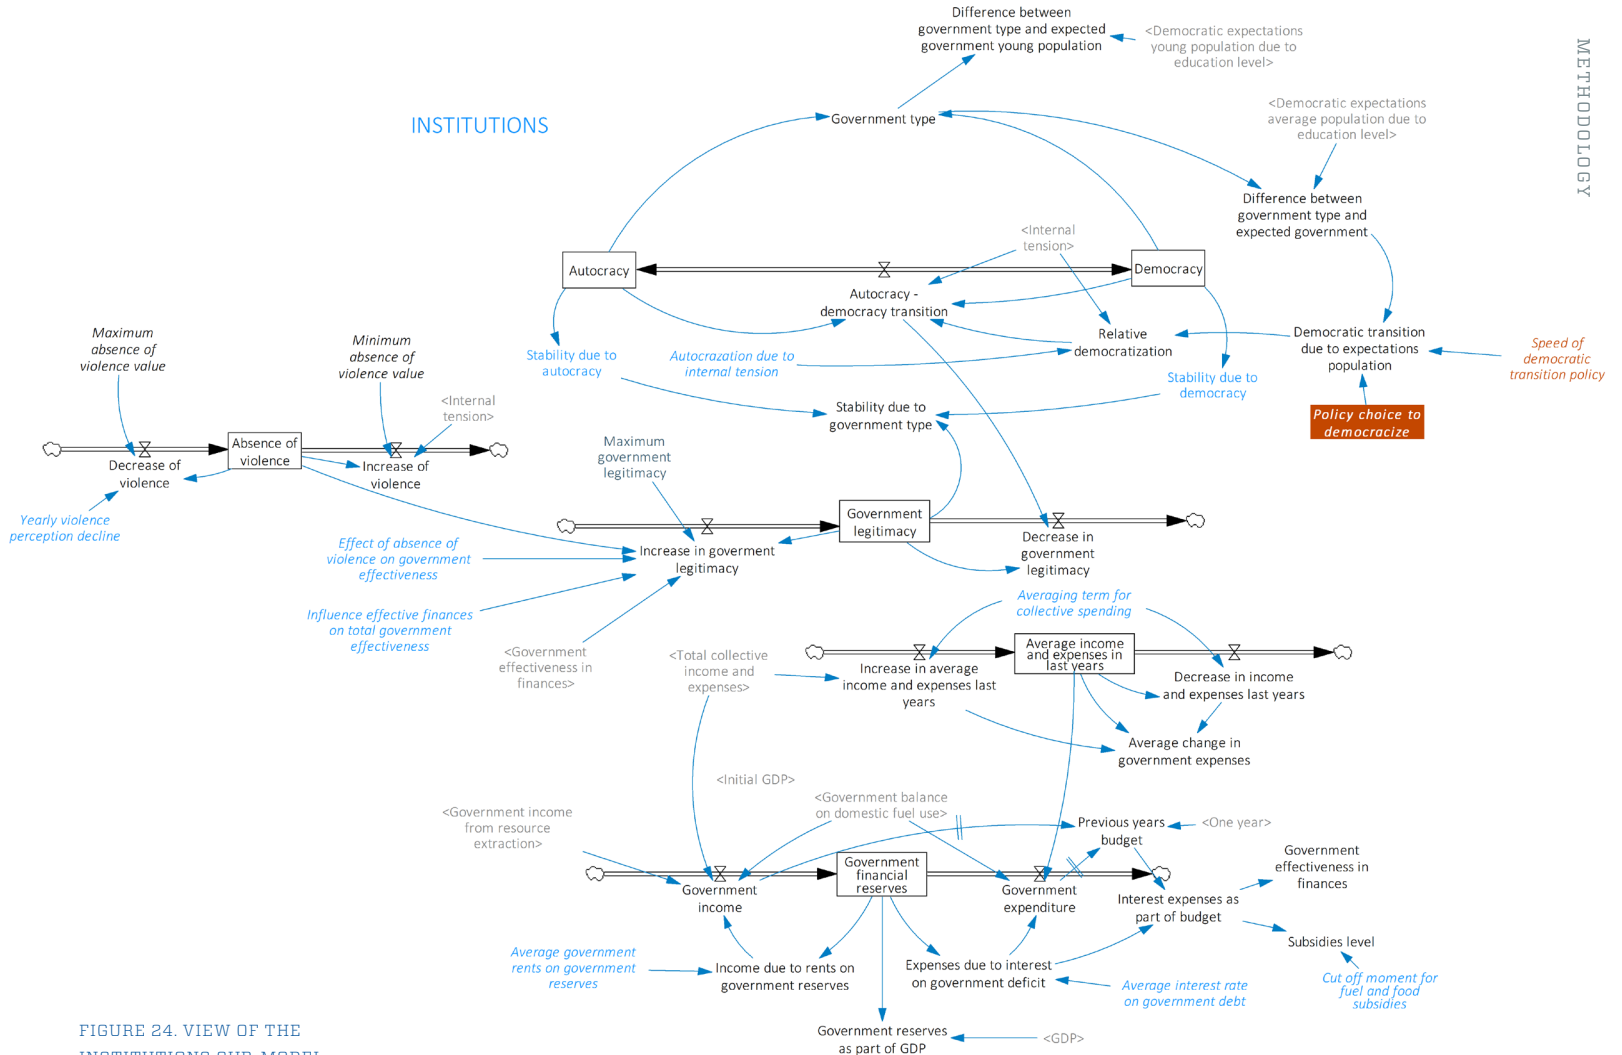 Difference between
government type and expected
government young population
<Democratic expectations
young population due to
education level>
METHODOLOGY
<Democratic expectations
average population due to
education level>
INSTITUTIONS
Government type
Difference between
government type and
expected government
<Internal
tension>
Autocracy
Democracy
Autocracy -
democracy transition
Relative
democratization
Democratic transition
due to expectations
population
Speed of
democratic
transition policy
Maximum
absence of
violence value
Minimum
absence of
violence value
Stability due to
autocracy
Autocrazation due to
internal tension
Stability due to
democracy
<Internal
tension>
Stability due to
government type
Policy choice to
democracize
Absence of
violence
Decrease of
violence
Increase of
violence
Maximum
government
legitimacy
Yearly violence
perception decline
Government
legitimacy
Effect of absence of
violence on government
effectiveness
Increase in goverment
legitimacy
Decrease in
government
legitimacy
Influence effective finances
on total government
effectiveness
Averaging term for
collective spending
<Government
effectiveness in
finances>
<Total collective
income and
expenses>
Increase in average
income and expenses last
years
Average income
and expenses in
last years
Decrease in income
and expenses last years
Average change in
government expenses
<Initial GDP>
<Government income
from resource
extraction>
<Government balance
on domestic fuel use>
Previous years
budget
<One year>
Government
income
Government
financial
reserves
Government
expenditure
Interest expenses as
part of budget
Government
effectiveness in
finances
Subsidies level
Average government
rents on government
reserves
Income due to rents on
government reserves
Expenses due to interest
on government deficit
Average interest rate
on government debt
Cut off moment for
fuel and food
subsidies
Government reserves
as part of GDP
<GDP>
FIGURE 24. VIEW OF THE
INSTITUTIONS SUB-MODEL